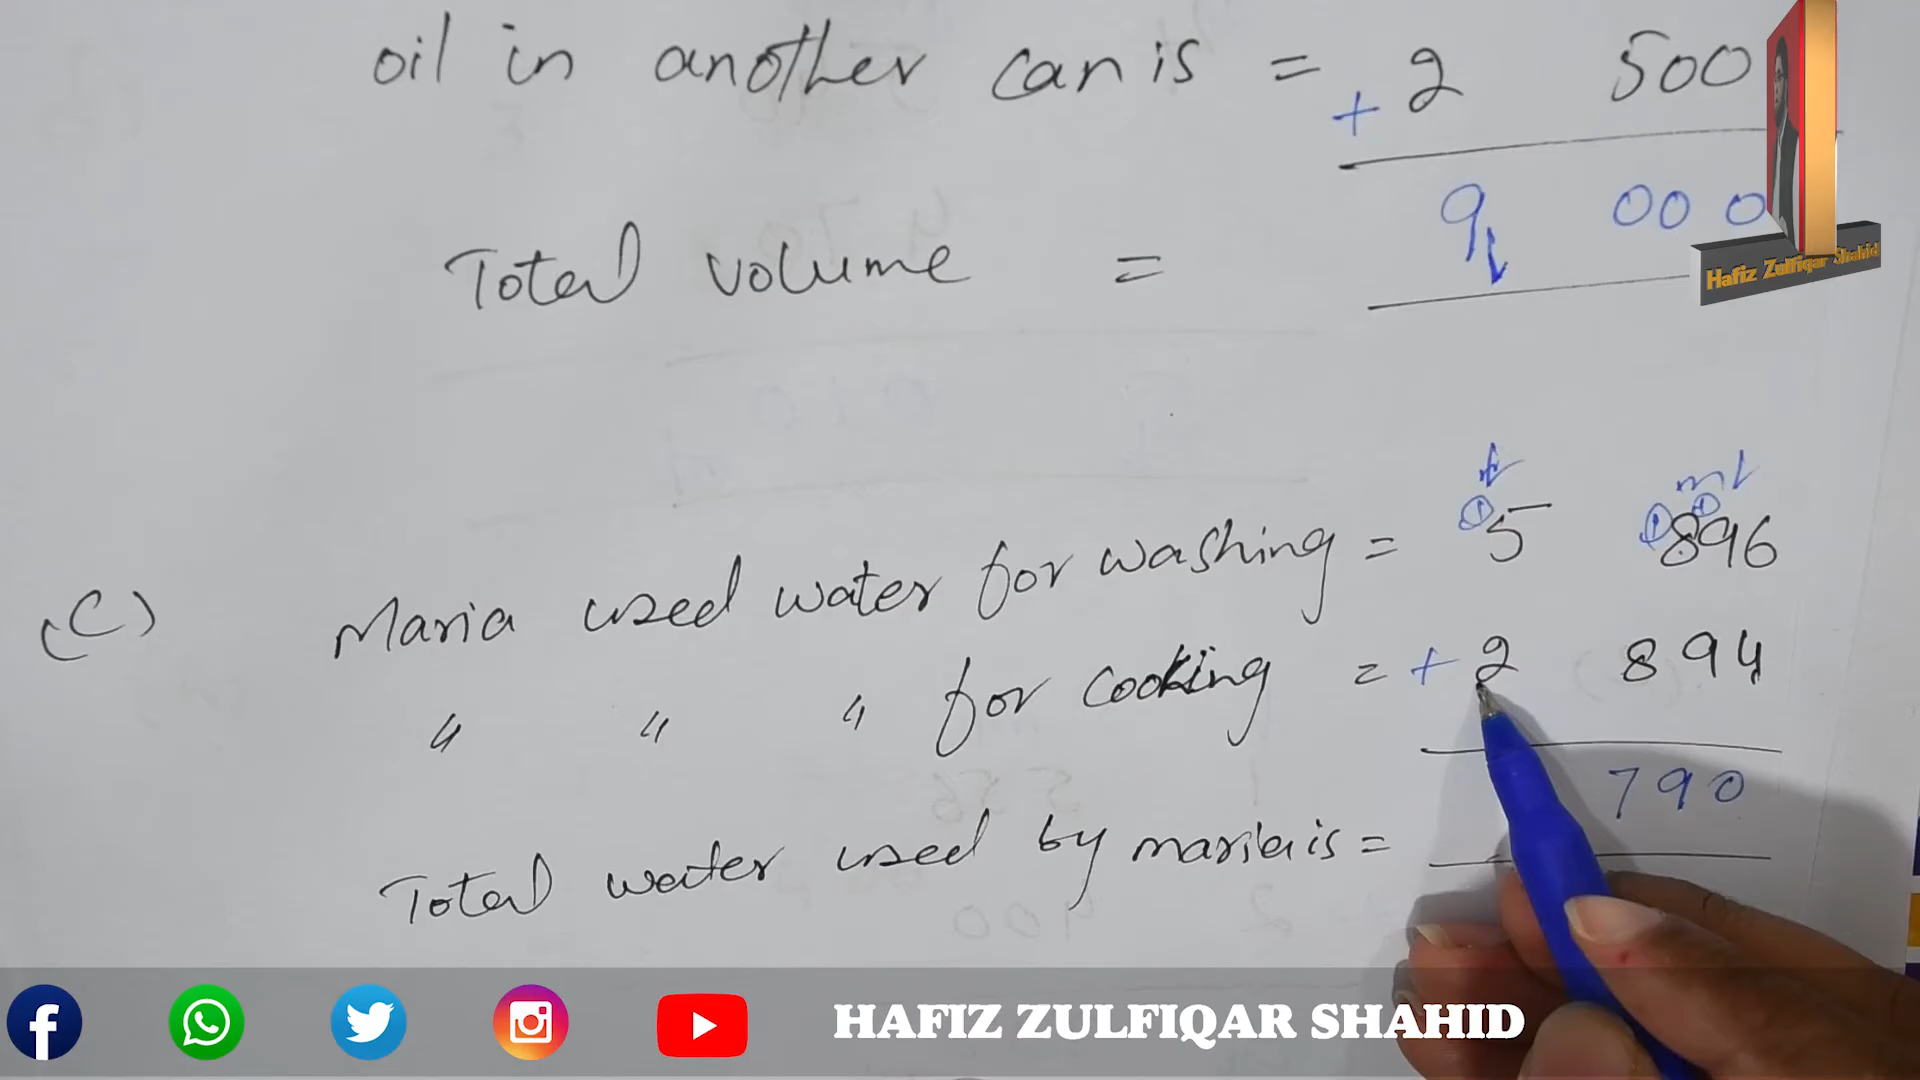 oil in another can is = + 2 500
Total volume = 9 000
Hafiz Zulfiqar Shahid
l ml
1 1 1
(C) Maria used water for washing = 5 896
" " " for cooking = + 2 894
790
Total water used by maria is =
HAFIZ ZULFIQAR SHAHID